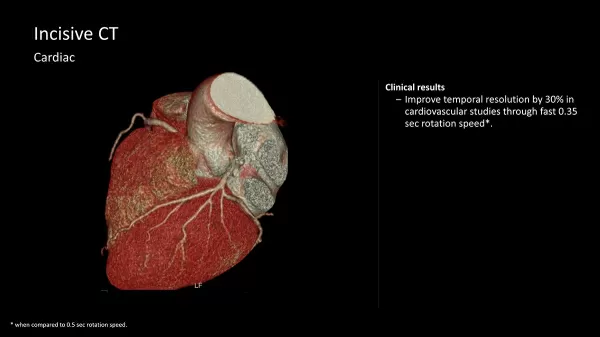 Incisive CT
Cardiac
Clinical results
– Improve temporal resolution by 30% in
cardiovascular studies through fast 0.35
sec rotation speed*.
LF
* when compared to 0.5 sec rotation speed.